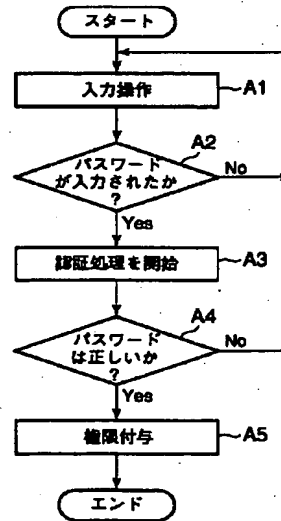 スタート
入力操作
A1
A2
パスワード
が入力されたか
?
No
Yes
認証処理を開始
A3
A4
パスワード
は正しいか
?
No
Yes
権限付与
A5
エンド